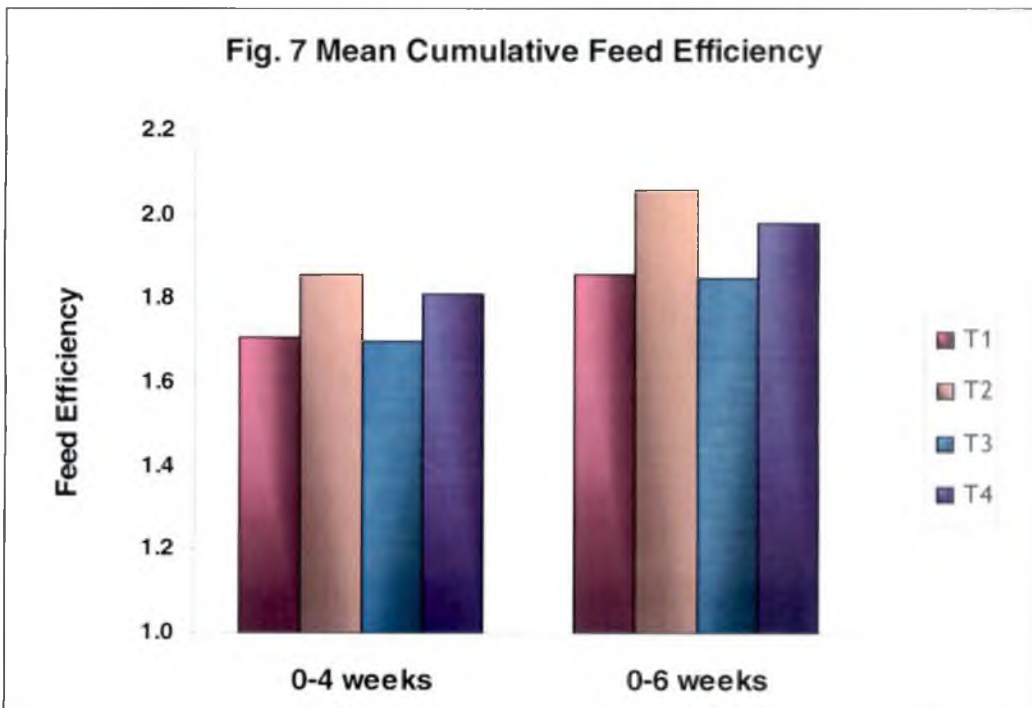 Fig. 7 Mean Cumulative Feed Efficiency
2.2
2.0
1.8
1.6
1.4
1.2
1.0
Feed Efficiency
0-4 weeks
0-6 weeks
T1
T2
T3
T4